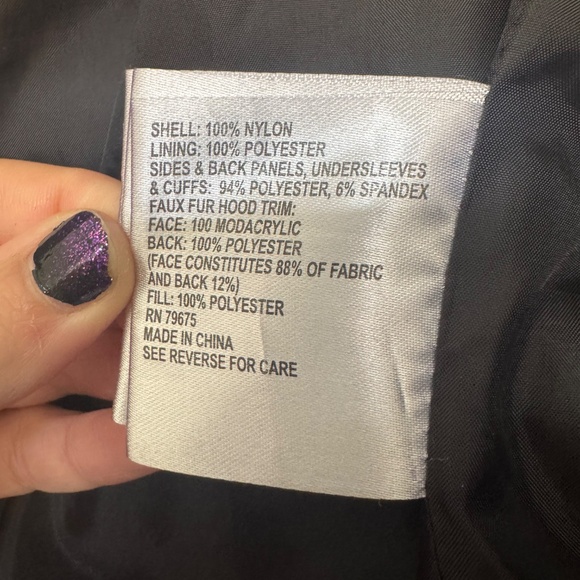 SHELL: 100% NYLON
LINING: 100% POLYESTER
SIDES & BACK PANELS, UNDERSLEEVES
& CUFFS: 94% POLYESTER, 6% SPANDEX
FAUX FUR HOOD TRIM:
FACE: 100 MODACRYLIC
BACK: 100% POLYESTER
(FACE CONSTITUTES 88% OF FABRIC
AND BACK 12%)
FILL: 100% POLYESTER
RN 79675
MADE IN CHINA
SEE REVERSE FOR CARE